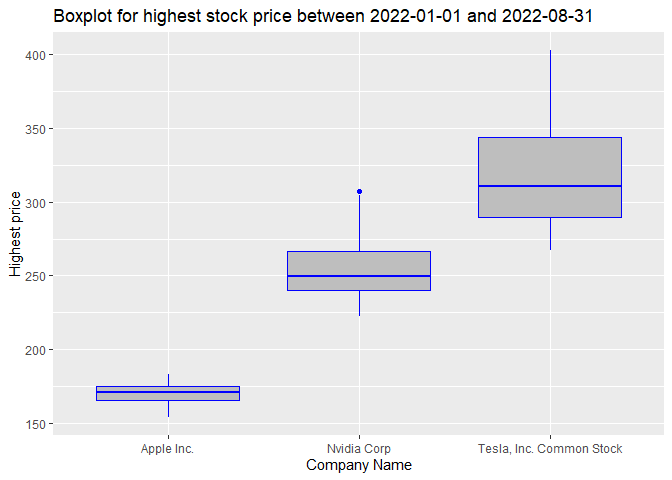 Boxplot for highest stock price between 2022-01-01 and 2022-08-31
Highest price
400
350
300
250
200
150
Apple Inc.
Nvidia Corp
Tesla, Inc. Common Stock
Company Name